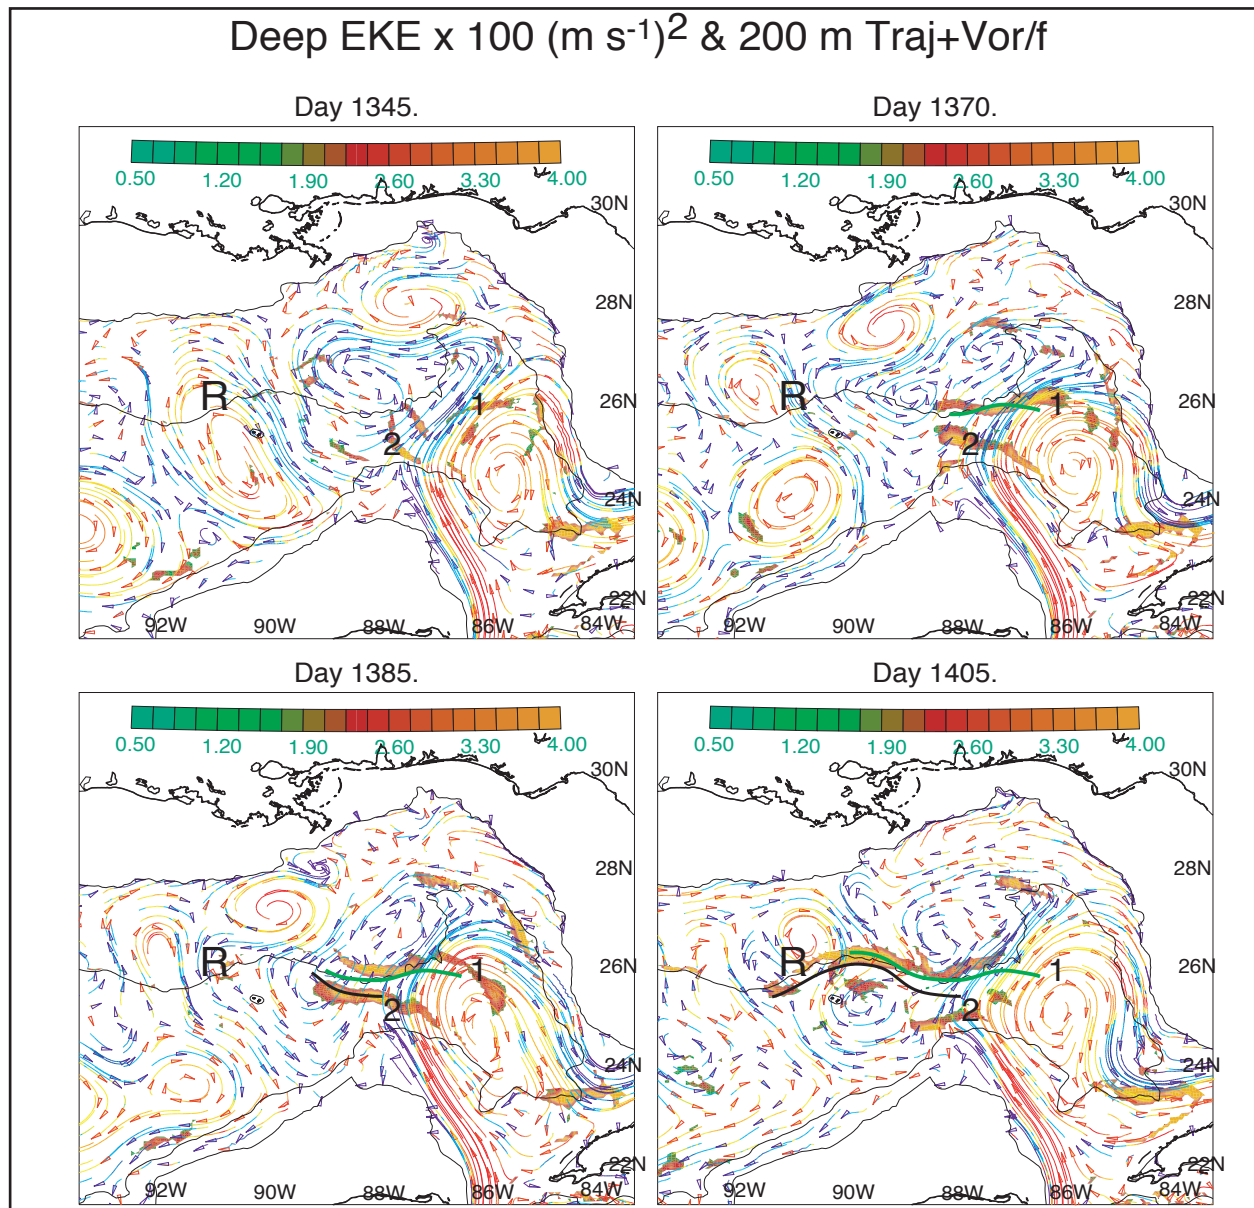 Deep EKE x 100 (m s-1)2 & 200 m Traj+Vor/f
Day 1345.
0.50 1.20 1.90 2.60 3.30 4.00
30N
28N
R
26N
1
2
24N
22N
92W 90W 88W 86W 84W
Day 1370.
0.50 1.20 1.90 2.60 3.30 4.00
30N
28N
R
26N
1
2
24N
22N
92W 90W 88W 86W 84W
Day 1385.
0.50 1.20 1.90 2.60 3.30 4.00
30N
28N
R
26N
1
2
24N
22N
92W 90W 88W 86W 84W
Day 1405.
0.50 1.20 1.90 2.60 3.30 4.00
30N
28N
R
26N
1
2
24N
22N
92W 90W 88W 86W 84W